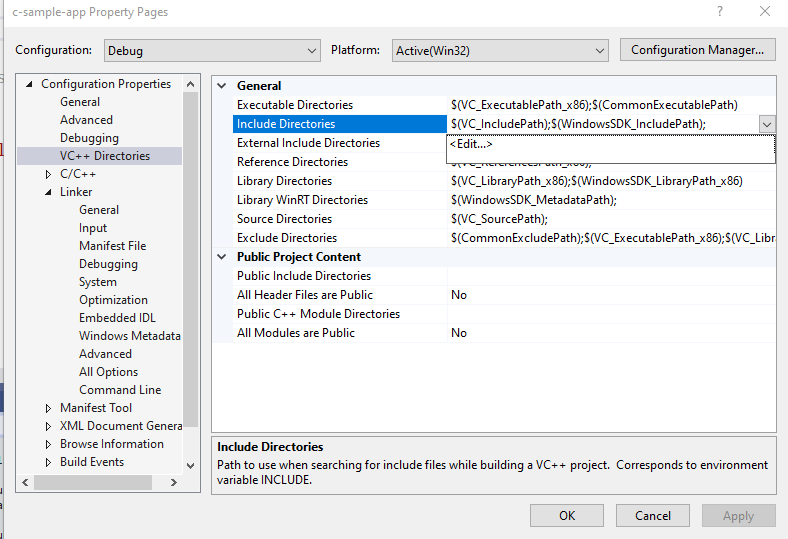 c-sample-app Property Pages
? ×
Configuration: Debug Platform: Active(Win32) Configuration Manager...
Configuration Properties
General
Advanced
Debugging
VC++ Directories
C/C++
Linker
General
Input
Manifest File
Debugging
System
Optimization
Embedded IDL
Windows Metadata
Advanced
All Options
Command Line
Manifest Tool
XML Document Genera
Browse Information
Build Events
General
Executable Directories $(VC_ExecutablePath_x86);$(CommonExecutablePath)
Include Directories $(VC_IncludePath);$(WindowsSDK_IncludePath);
<Edit...>
External Include Directories
Reference Directories
Library Directories $(VC_LibraryPath_x86);$(WindowsSDK_LibraryPath_x86)
Library WinRT Directories $(WindowsSDK_MetadataPath);
Source Directories $(VC_SourcePath);
Exclude Directories $(CommonExcludePath);$(VC_ExecutablePath_x86);$(VC_Libr
Public Project Content
Public Include Directories
All Header Files are Public No
Public C++ Module Directories
All Modules are Public No
Include Directories
Path to use when searching for include files while building a VC++ project. Corresponds to environment
variable INCLUDE.
OK Cancel Apply